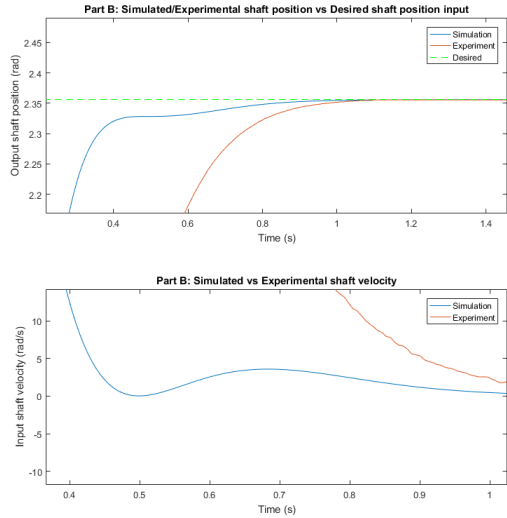 Part B: Simulated/Experimental shaft position vs Desired shaft position input
Output shaft position (rad)
2.45
2.4
2.35
2.3
2.25
2.2
Simulation
Experiment
Desired
0.4 0.6 0.8 1 1.2 1.4
Time (s)
Part B: Simulated vs Experimental shaft velocity
Input shaft velocity (rad/s)
10
5
0
-5
-10
Simulation
Experiment
0.4 0.5 0.6 0.7 0.8 0.9 1
Time (s)